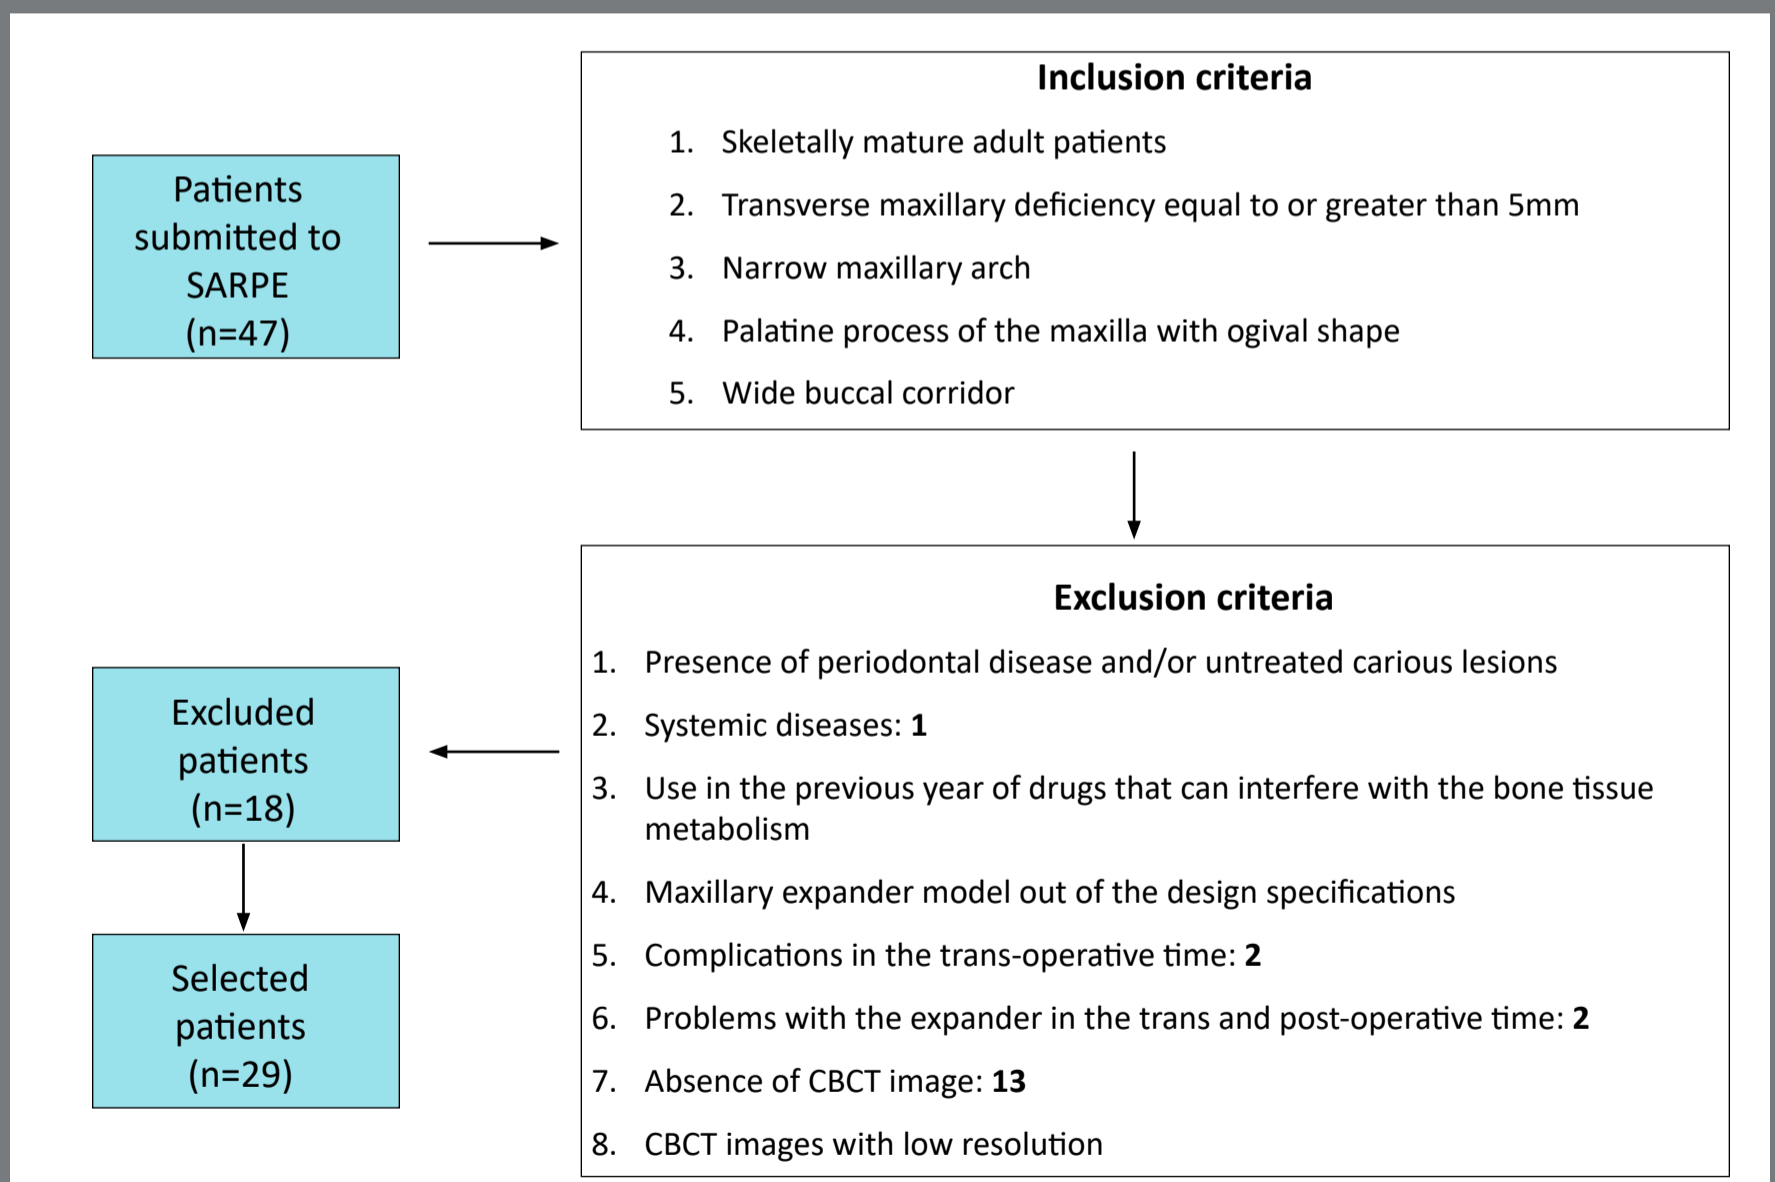 Patients
submitted to
SARPE
(n=47)
Inclusion criteria
1. Skeletally mature adult patients
2. Transverse maxillary deficiency equal to or greater than 5mm
3. Narrow maxillary arch
4. Palatine process of the maxilla with ogival shape
5. Wide buccal corridor
Exclusion criteria
1. Presence of periodontal disease and/or untreated carious lesions
2. Systemic diseases: 1
3. Use in the previous year of drugs that can interfere with the bone tissue
metabolism
4. Maxillary expander model out of the design specifications
5. Complications in the trans-operative time: 2
6. Problems with the expander in the trans and post-operative time: 2
7. Absence of CBCT image: 13
8. CBCT images with low resolution
Excluded
patients
(n=18)
Selected
patients
(n=29)